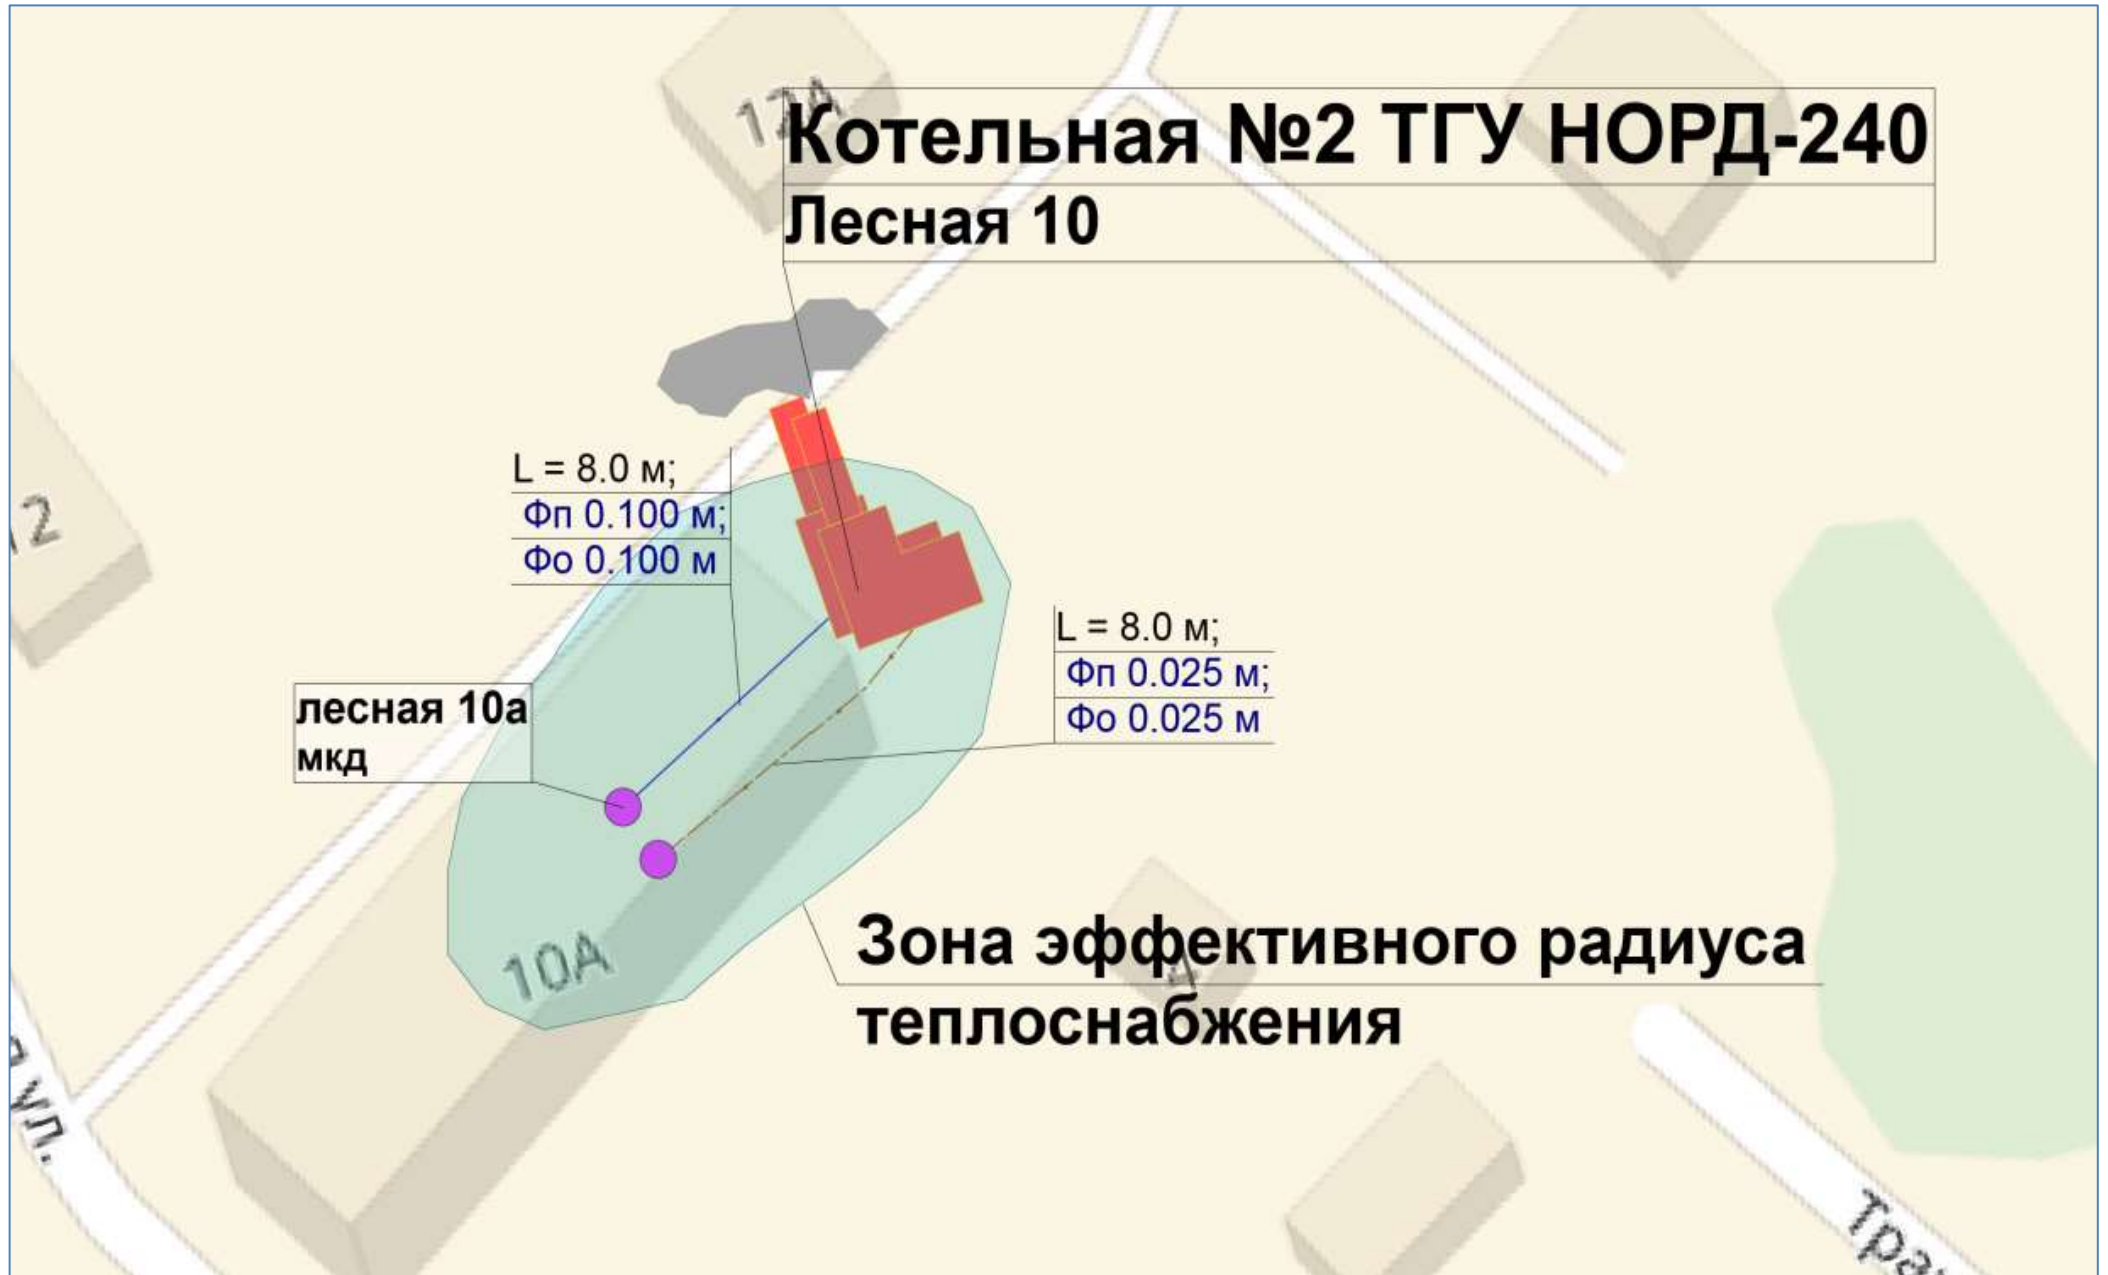 12А
Котельная №2 ТГУ НОРД-240
Лесная 10
L = 8.0 м;
Фп 0.100 м;
Фо 0.100 м
12
L = 8.0 м;
Фп 0.025 м;
Фо 0.025 м
лесная 10а
мкд
10А
Зона эффективного радиуса
теплоснабжения
ул.